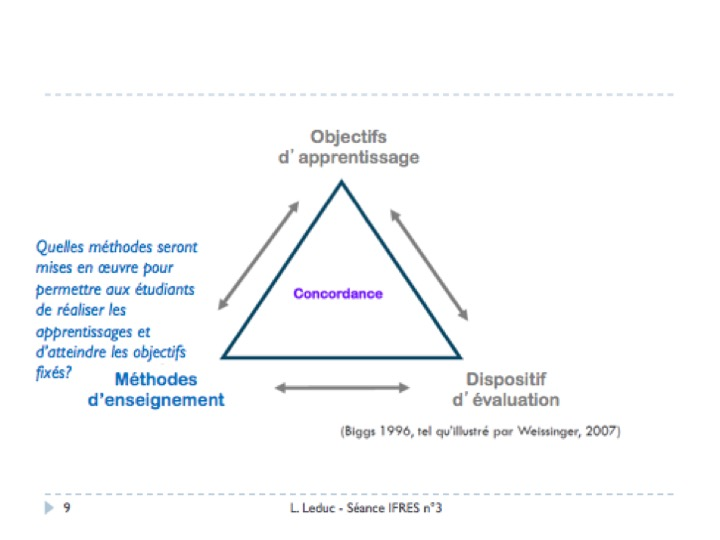 Objectifs
d'apprentissage
Quelles méthodes seront
mises en œuvre pour
permettre aux étudiants
de réaliser les
apprentissages et
d'atteindre les objectifs
fixés?
Concordance
Méthodes
d'enseignement
Dispositif
d'évaluation
(Biggs 1996, tel qu'illustré par Weissinger, 2007)
9
L. Leduc - Séance IFRES n°3